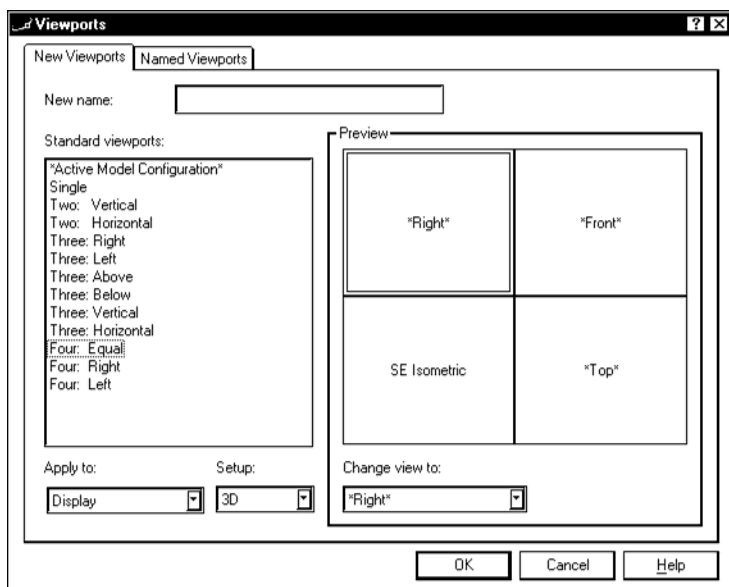 Viewports
New Viewports
Named Viewports
New name:
Standard viewports:
*Active Model Configuration*
Single
Two: Vertical
Two: Horizontal
Three: Right
Three: Left
Three: Above
Three: Below
Three: Vertical
Three: Horizontal
Four: Equal
Four: Right
Four: Left
Preview
*Right*
*Front*
SE Isometric
*Top*
Apply to:
Setup:
Change view to:
Display
3D
*Right*
OK
Cancel
Help